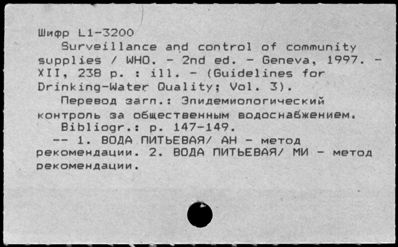 Шифр L1-3200
Surveillance and control of community
supplies / WHO. - 2nd ed. - Geneva, 1997. -
XII, 238 p. : ill. - (Guidelines for
Drinking-Water Quality; Vol. 3).
Перевод загл.: Эпидемиологический
контроль за общественным водоснабжением.
Bibliogr.: p. 147-149.
-- 1. ВОДА ПИТЬЕВАЯ/ АН - метод
рекомендации. 2. ВОДА ПИТЬЕВАЯ/ МИ - метод
рекомендации.